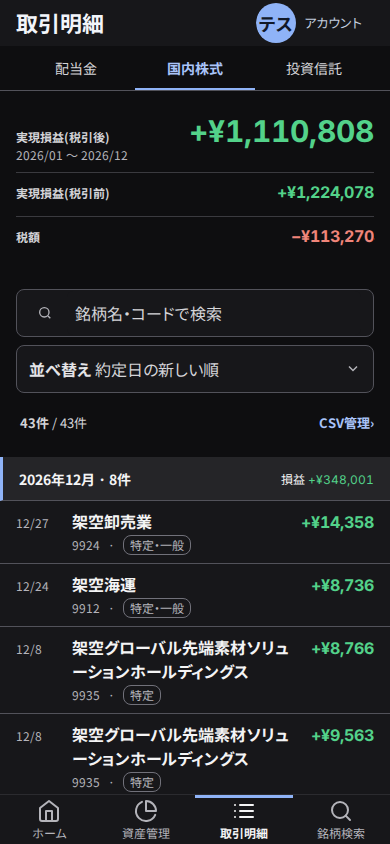 取引明細
テス アカウント
配当金 国内株式 投資信託
実現損益(税引後)
2026/01 〜 2026/12
+¥1,110,808
実現損益(税引前) +¥1,224,078
税額 −¥113,270
銘柄名・コードで検索
並べ替え 約定日の新しい順
43件 / 43件 CSV管理›
2026年12月・8件 損益 +¥348,001
12/27 架空卸売業 +¥14,358
9924 · 特定・一般
12/24 架空海運 +¥8,736
9912 · 特定・一般
12/8 架空グローバル先端素材ソリュ +¥8,766
ーションホールディングス
9935 · 特定
12/8 架空グローバル先端素材ソリュ +¥9,563
ーションホールディングス
9935 · 特定
ホーム 資産管理 取引明細 銘柄検索